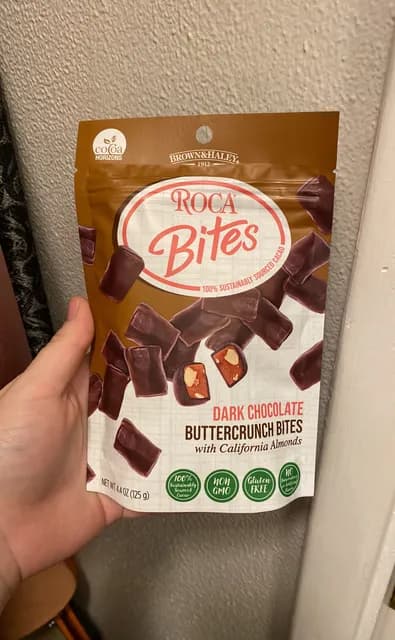 cocoa
HORIZONS
BROWN & HALEY
1912
ROCA
Bites
100% SUSTAINABLY SOURCED CACAO
DARK CHOCOLATE
BUTTERCRUNCH BITES
with California Almonds
NET WT 4.4 OZ (125 g)
100%
Sustainably
Sourced
NON
GMO
Gluten
FREE
NO